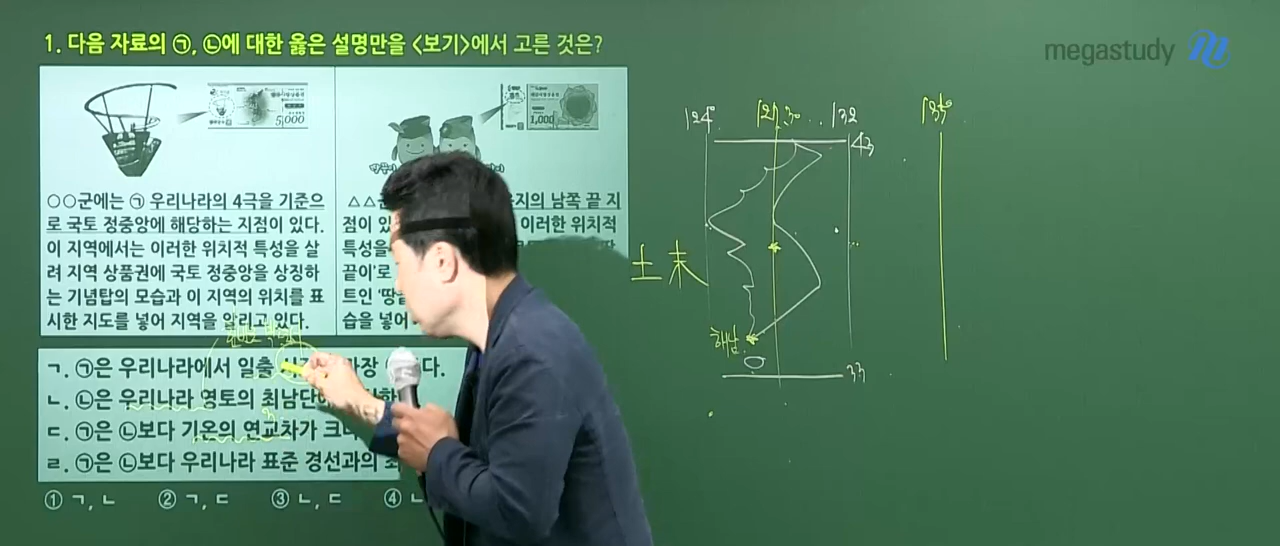 1. 다음 자료의 ㉠, ㉡에 대한 옳은 설명만을 <보기>에서 고른 것은?
megastudy
5,000
1,000
○○군에는 ㉠ 우리나라의 4극을 기준으
로 국토 정중앙에 해당하는 지점이 있다.
이 지역에서는 이러한 위치적 특성을 살
려 지역 상품권에 국토 정중앙을 상징하
는 기념탑의 모습과 이 지역의 위치를 표
시한 지도를 넣어 지역을 알리고 있다.
△△군
육지의 남쪽 끝 지
점이 있
이러한 위치적
특성을
땅
끝이'로
트인 '땅끝
습을 넣어
ㄱ. ㉠은 우리나라에서 일출
가장
다.
ㄴ. ㉡은 우리나라 영토의 최남단에
ㄷ. ㉠은 ㉡보다 기온의 연교차가 크다
ㄹ. ㉠은 ㉡보다 우리나라 표준 경선과의 최
① ㄱ, ㄴ ② ㄱ, ㄷ ③ ㄴ, ㄷ ④ ㄴ
124° 127.30 132 135°
43
土末
해남
33